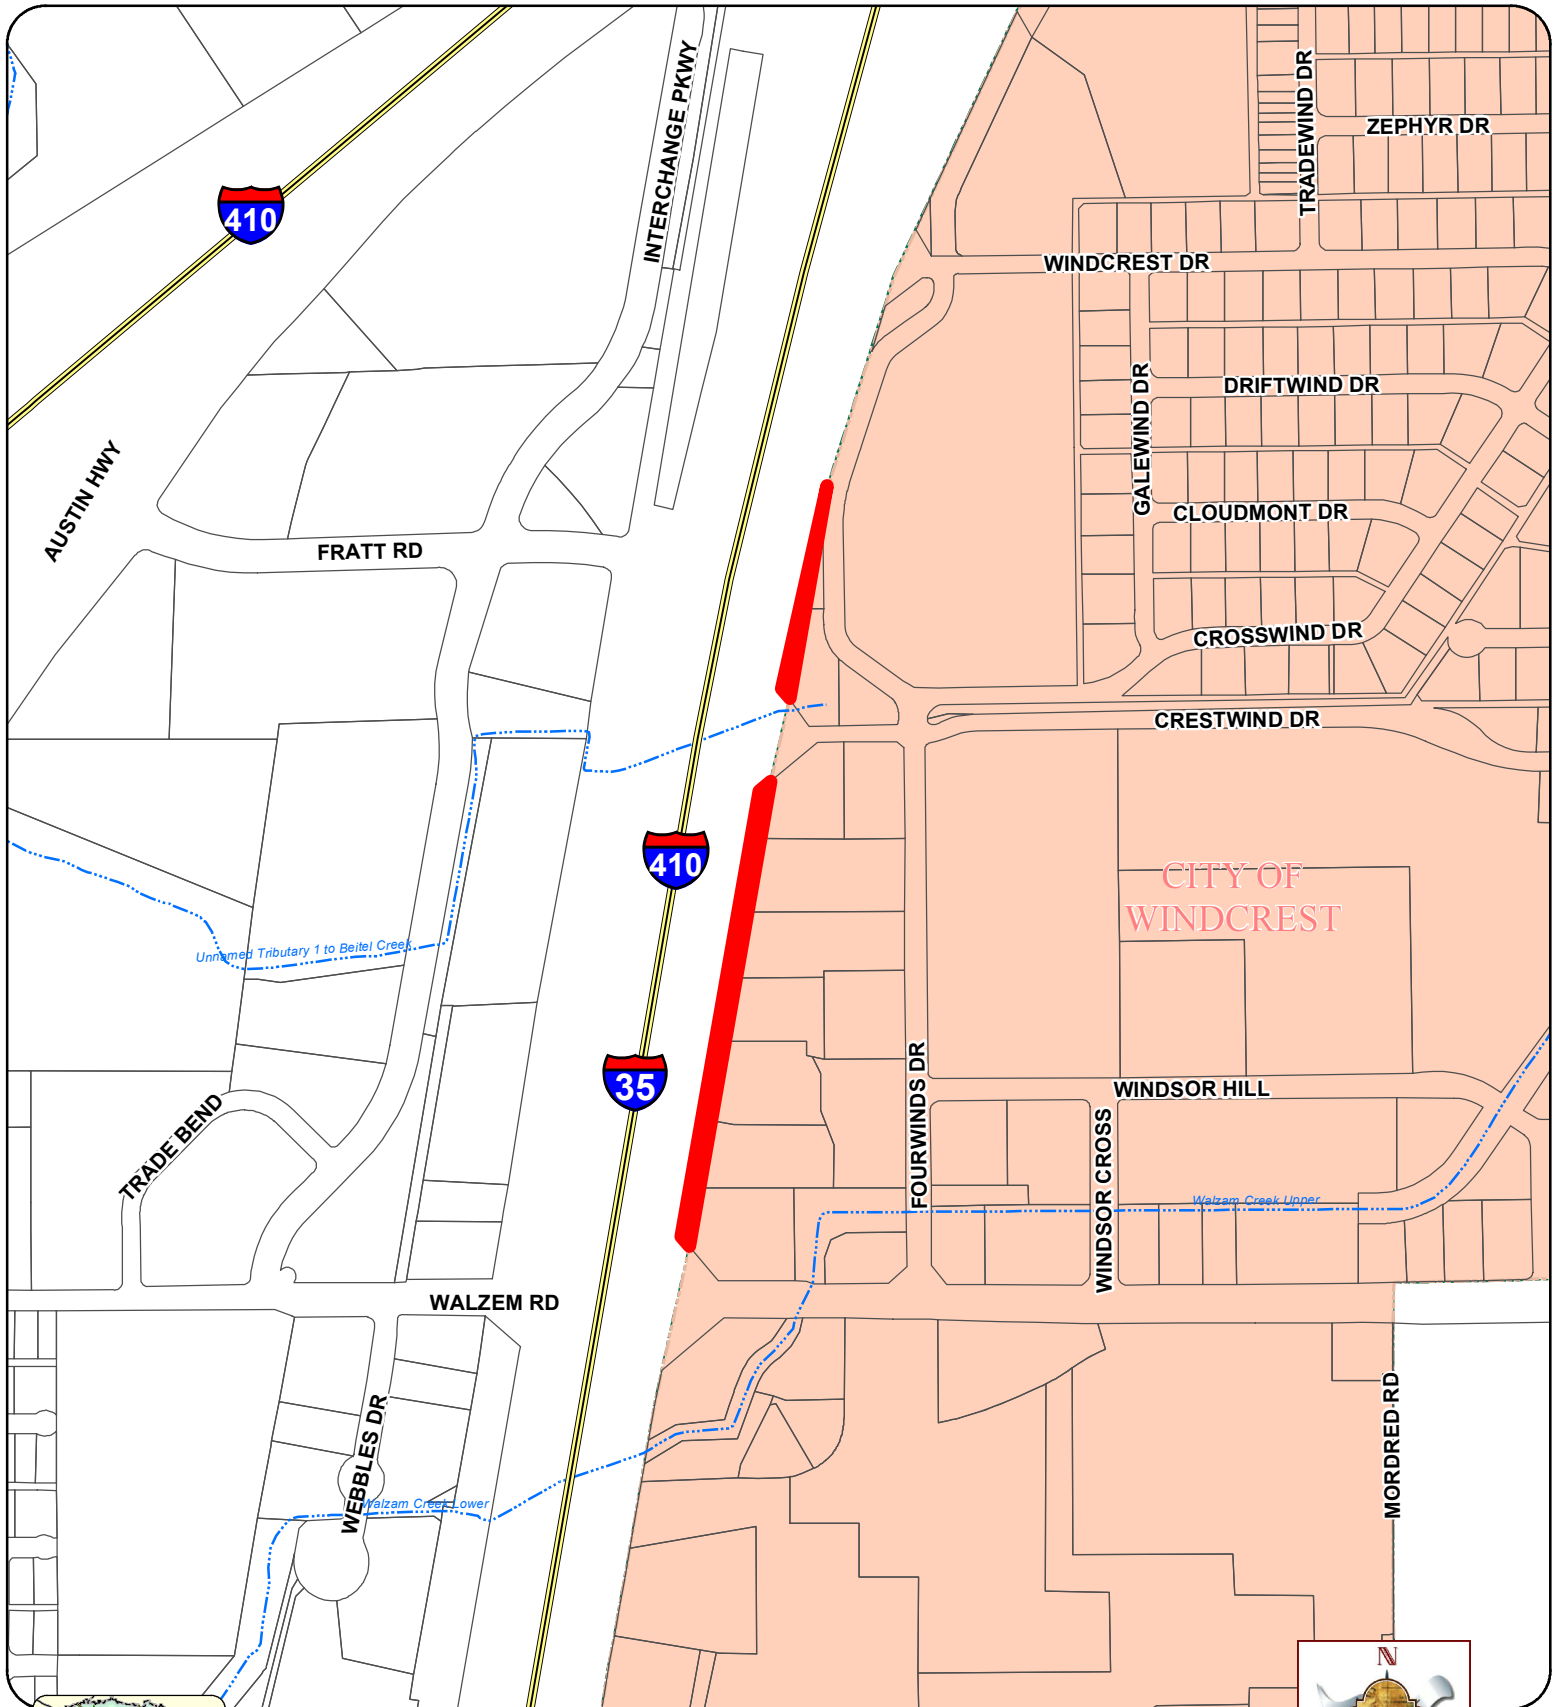 INTERCHANGE PKWY
TRADEWIND DR
ZEPHYR DR
410
WINDCREST DR
DRIFTWIND DR
GALEWIND DR
AUSTIN HWY
CLOUDMONT DR
FRATT RD
CROSSWIND DR
CRESTWIND DR
410
CITY OF
WINDCREST
Unnamed Tributary 1 to Beitel Creek
35
FOURWINDS DR
WINDSOR HILL
TRADE BEND
WINDSOR CROSS
Walzam Creek Upper
WALZEM RD
WEBBLES DR
MORDRED RD
Walzam Creek Lower
N